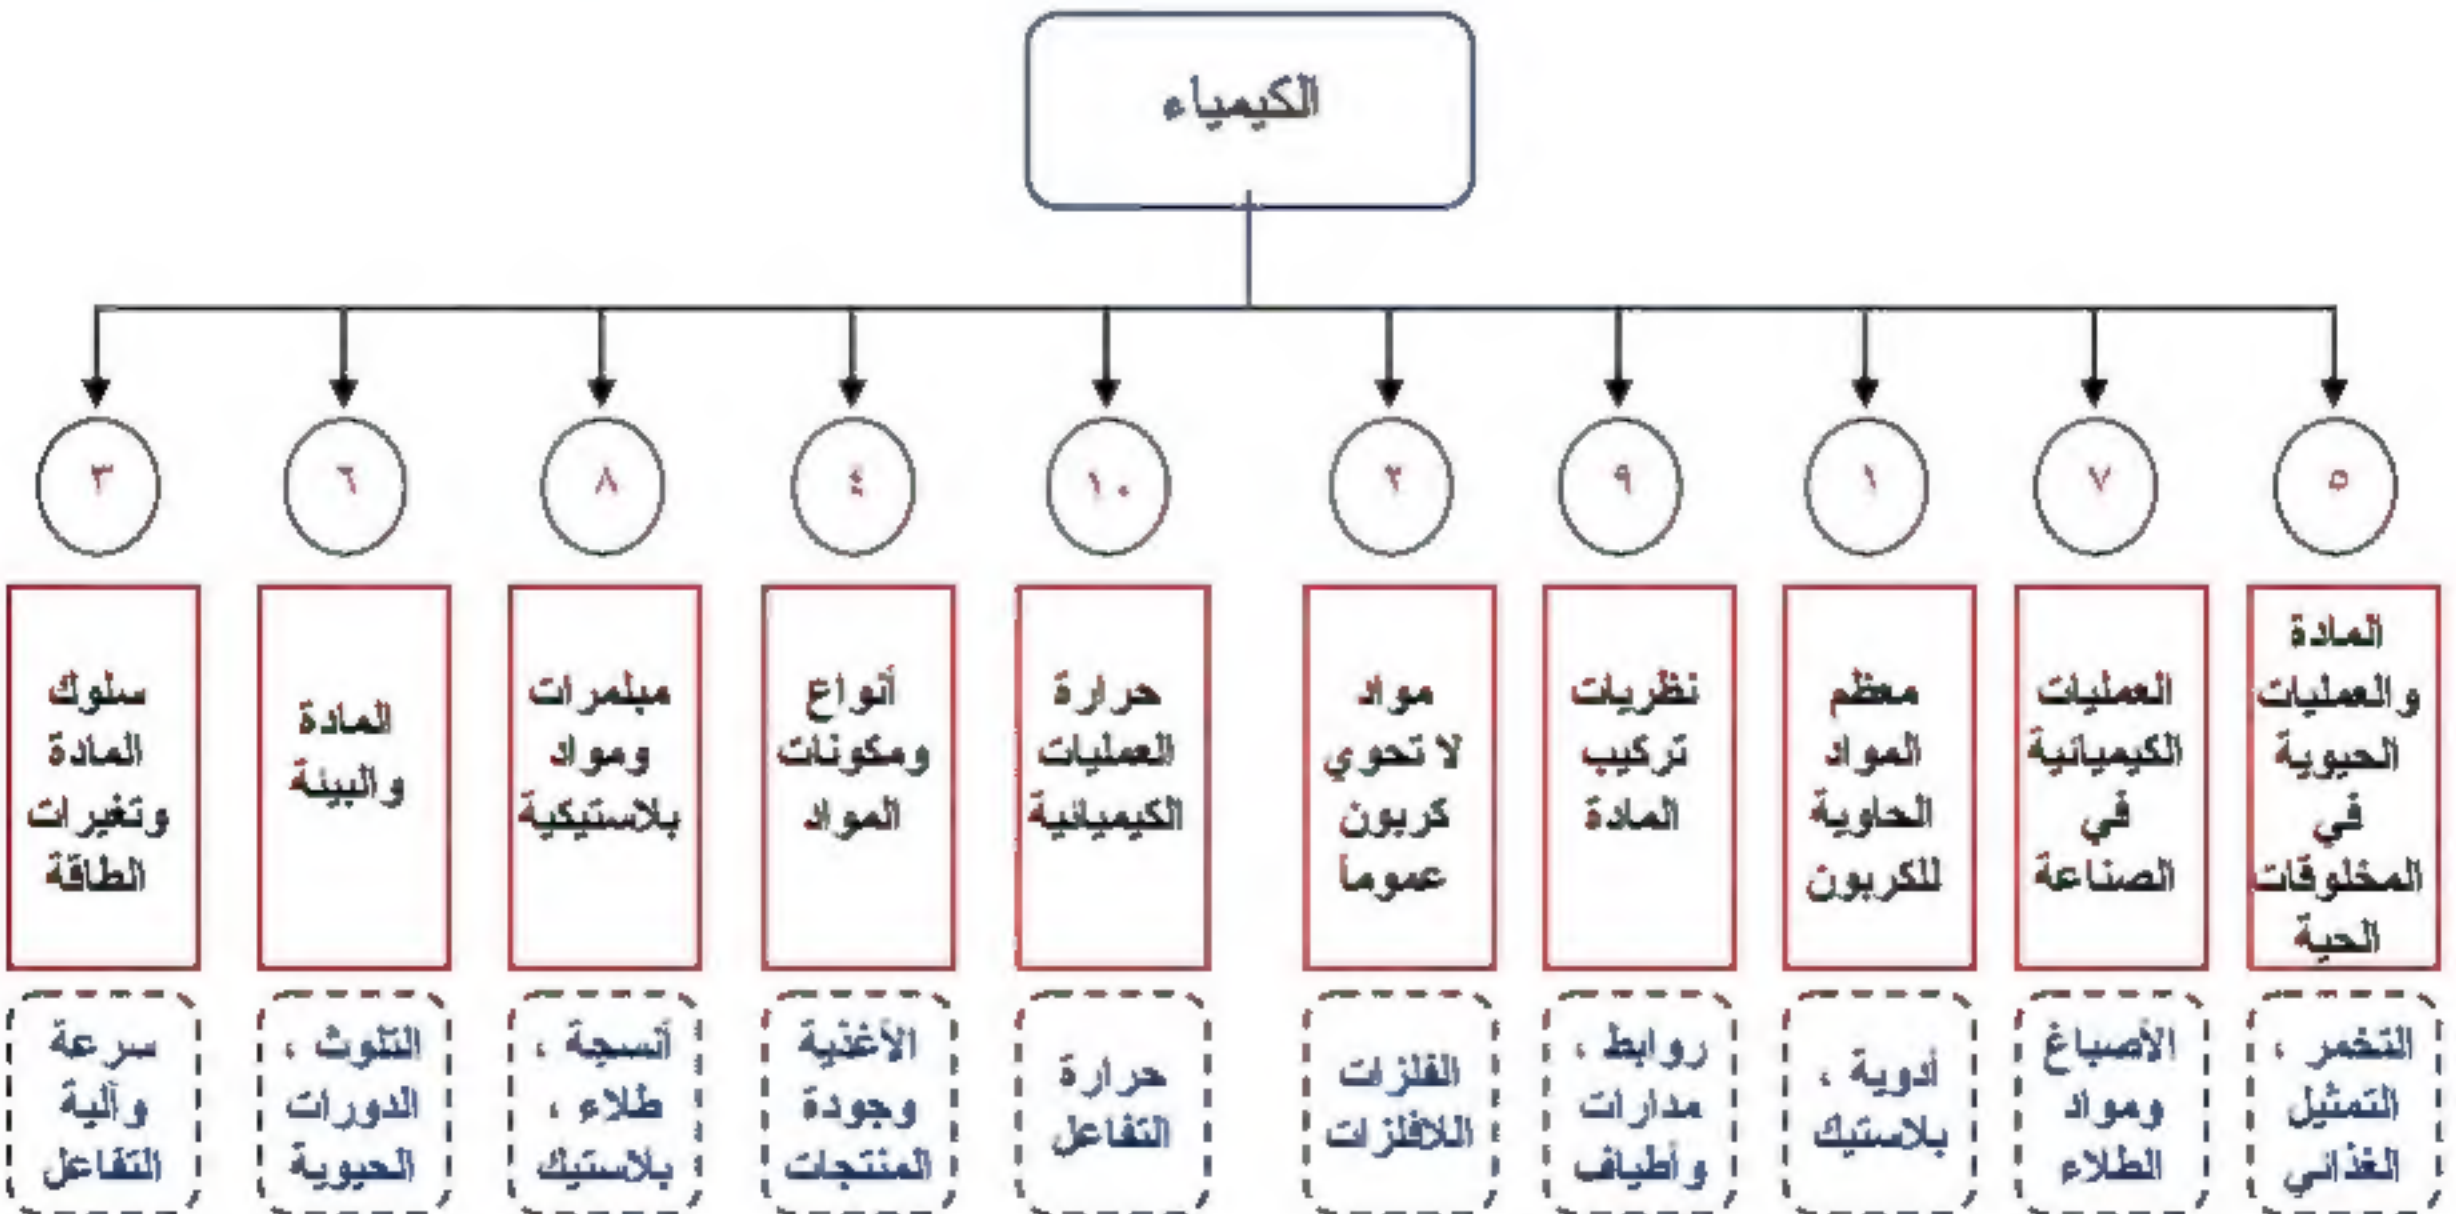 الكيمياء
٥
٧
١
٩
٢
١٠
٤
٨
٦
٣
المادة
والعمليات
الحيوية
في
المخلوقات
الحية
العمليات
الكيميائية
في
الصناعة
معظم
المواد
الحاوية
للكربون
نظريات
تركيب
المادة
مواد
لا تحوي
كربون
عموماً
حرارة
العمليات
الكيميائية
أنواع
ومكونات
المواد
مبلمرات
ومواد
بلاستيكية
المادة
والبيئة
سلوك
المادة
وتغيرات
الطاقة
التخمر ،
التمثيل
الغذائي
الأصباغ
ومواد
الطلاء
أدوية ،
بلاستيك
روابط ،
مدارات
وأطياف
الفلزات
اللافلزات
حرارة
التفاعل
الأغذية
وجودة
المنتجات
أنسجة ،
طلاء ،
بلاستيك
التلوث ،
الدورات
الحيوية
سرعة
وآلية
التفاعل